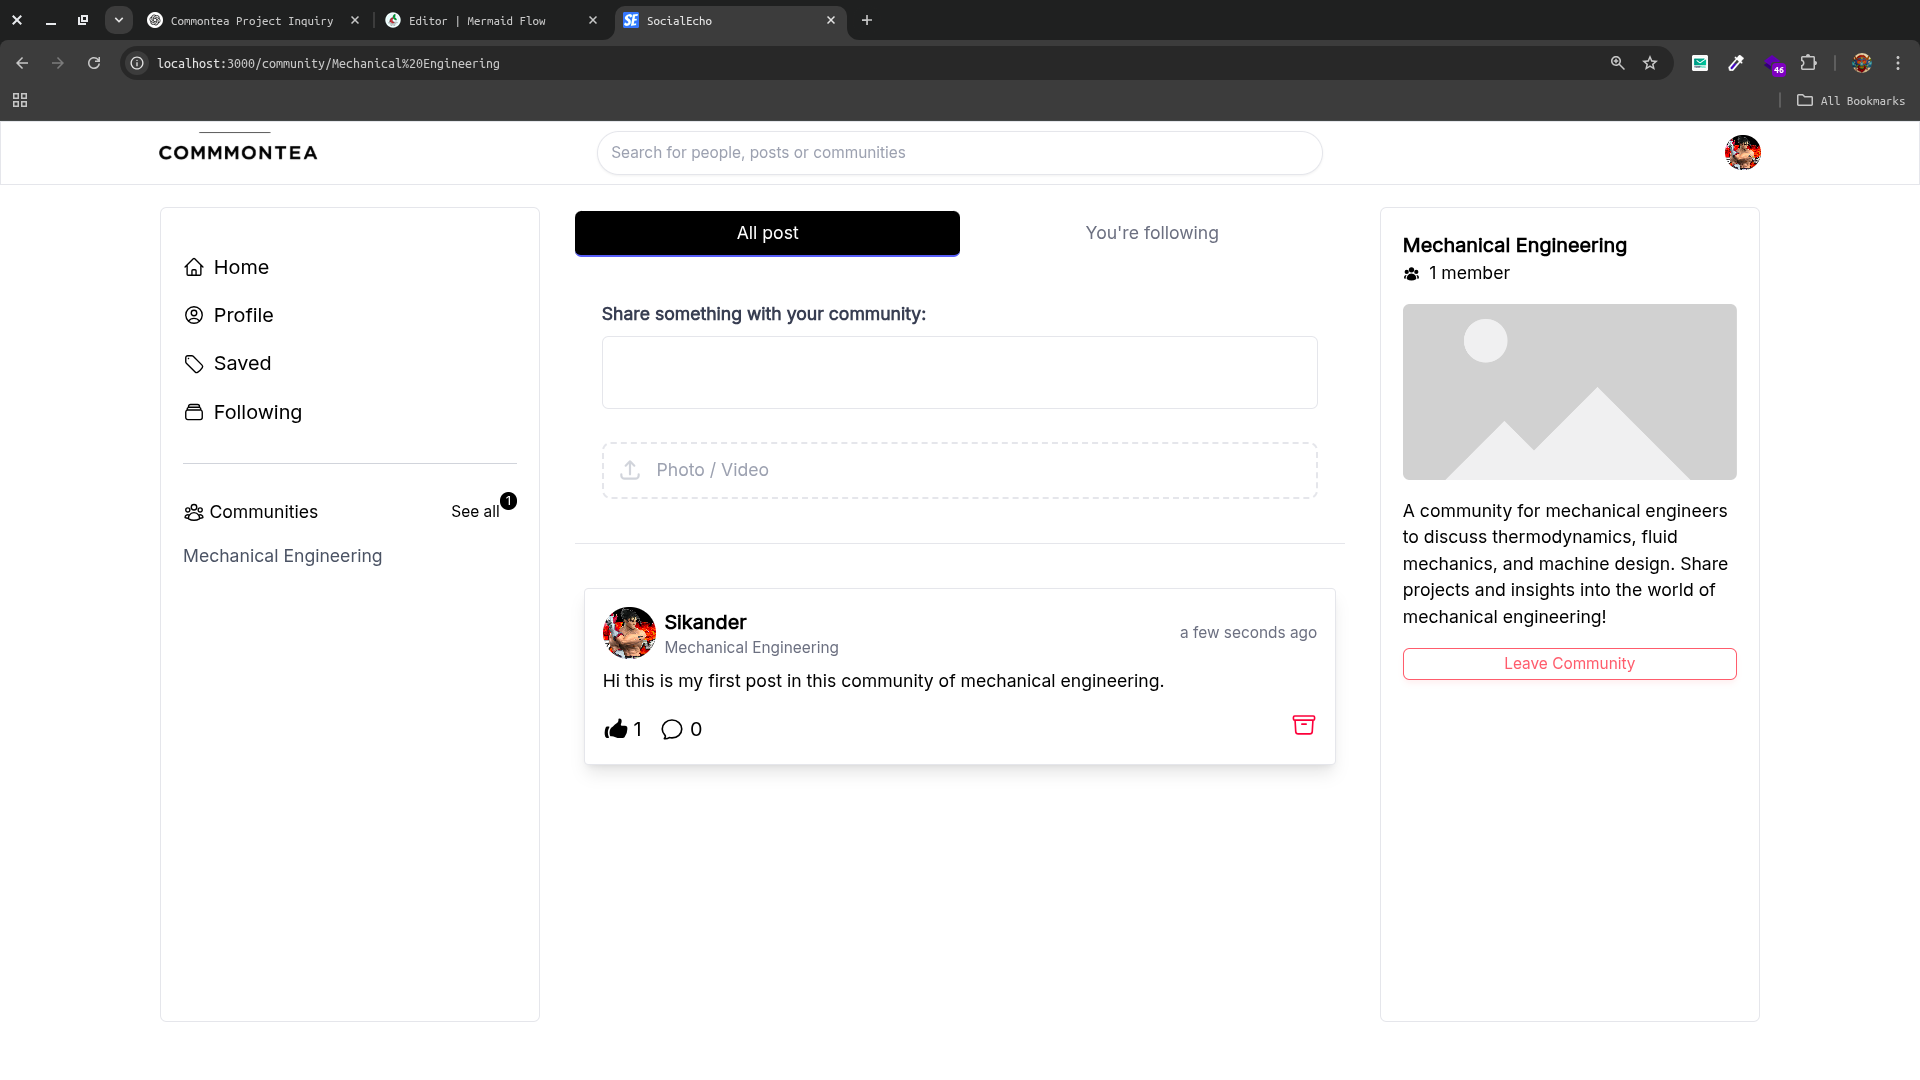 Commontea Project Inquiry
Editor | Mermaid Flow
SE SocialEcho
localhost:3000/community/Mechanical%20Engineering
46
All Bookmarks
COMMMONTEA
Search for people, posts or communities
Home
Profile
Saved
Following
Communities
See all
1
Mechanical Engineering
All post
You're following
Share something with your community:
Photo / Video
Sikander
Mechanical Engineering
a few seconds ago
Hi this is my first post in this community of mechanical engineering.
1
0
Mechanical Engineering
1 member
A community for mechanical engineers
to discuss thermodynamics, fluid
mechanics, and machine design. Share
projects and insights into the world of
mechanical engineering!
Leave Community